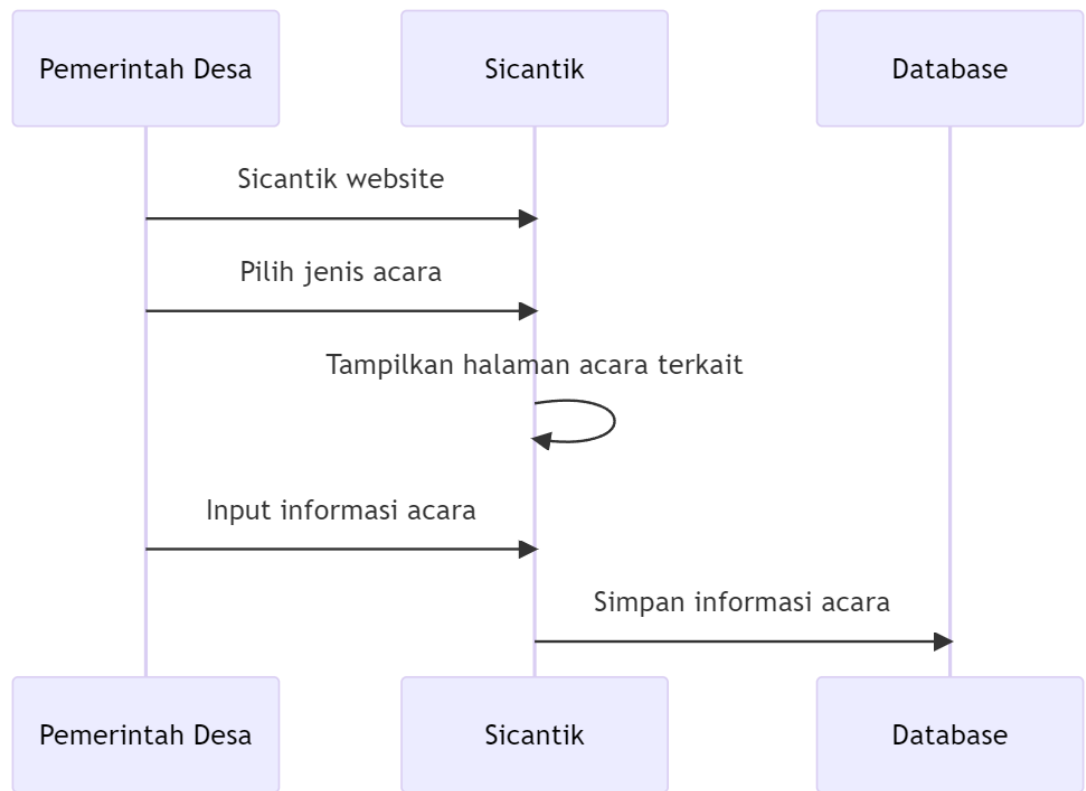 Pemerintah Desa
Sicantik
Database
Sicantik website
Pilih jenis acara
Tampilkan halaman acara terkait
Input informasi acara
Simpan informasi acara
Pemerintah Desa
Sicantik
Database